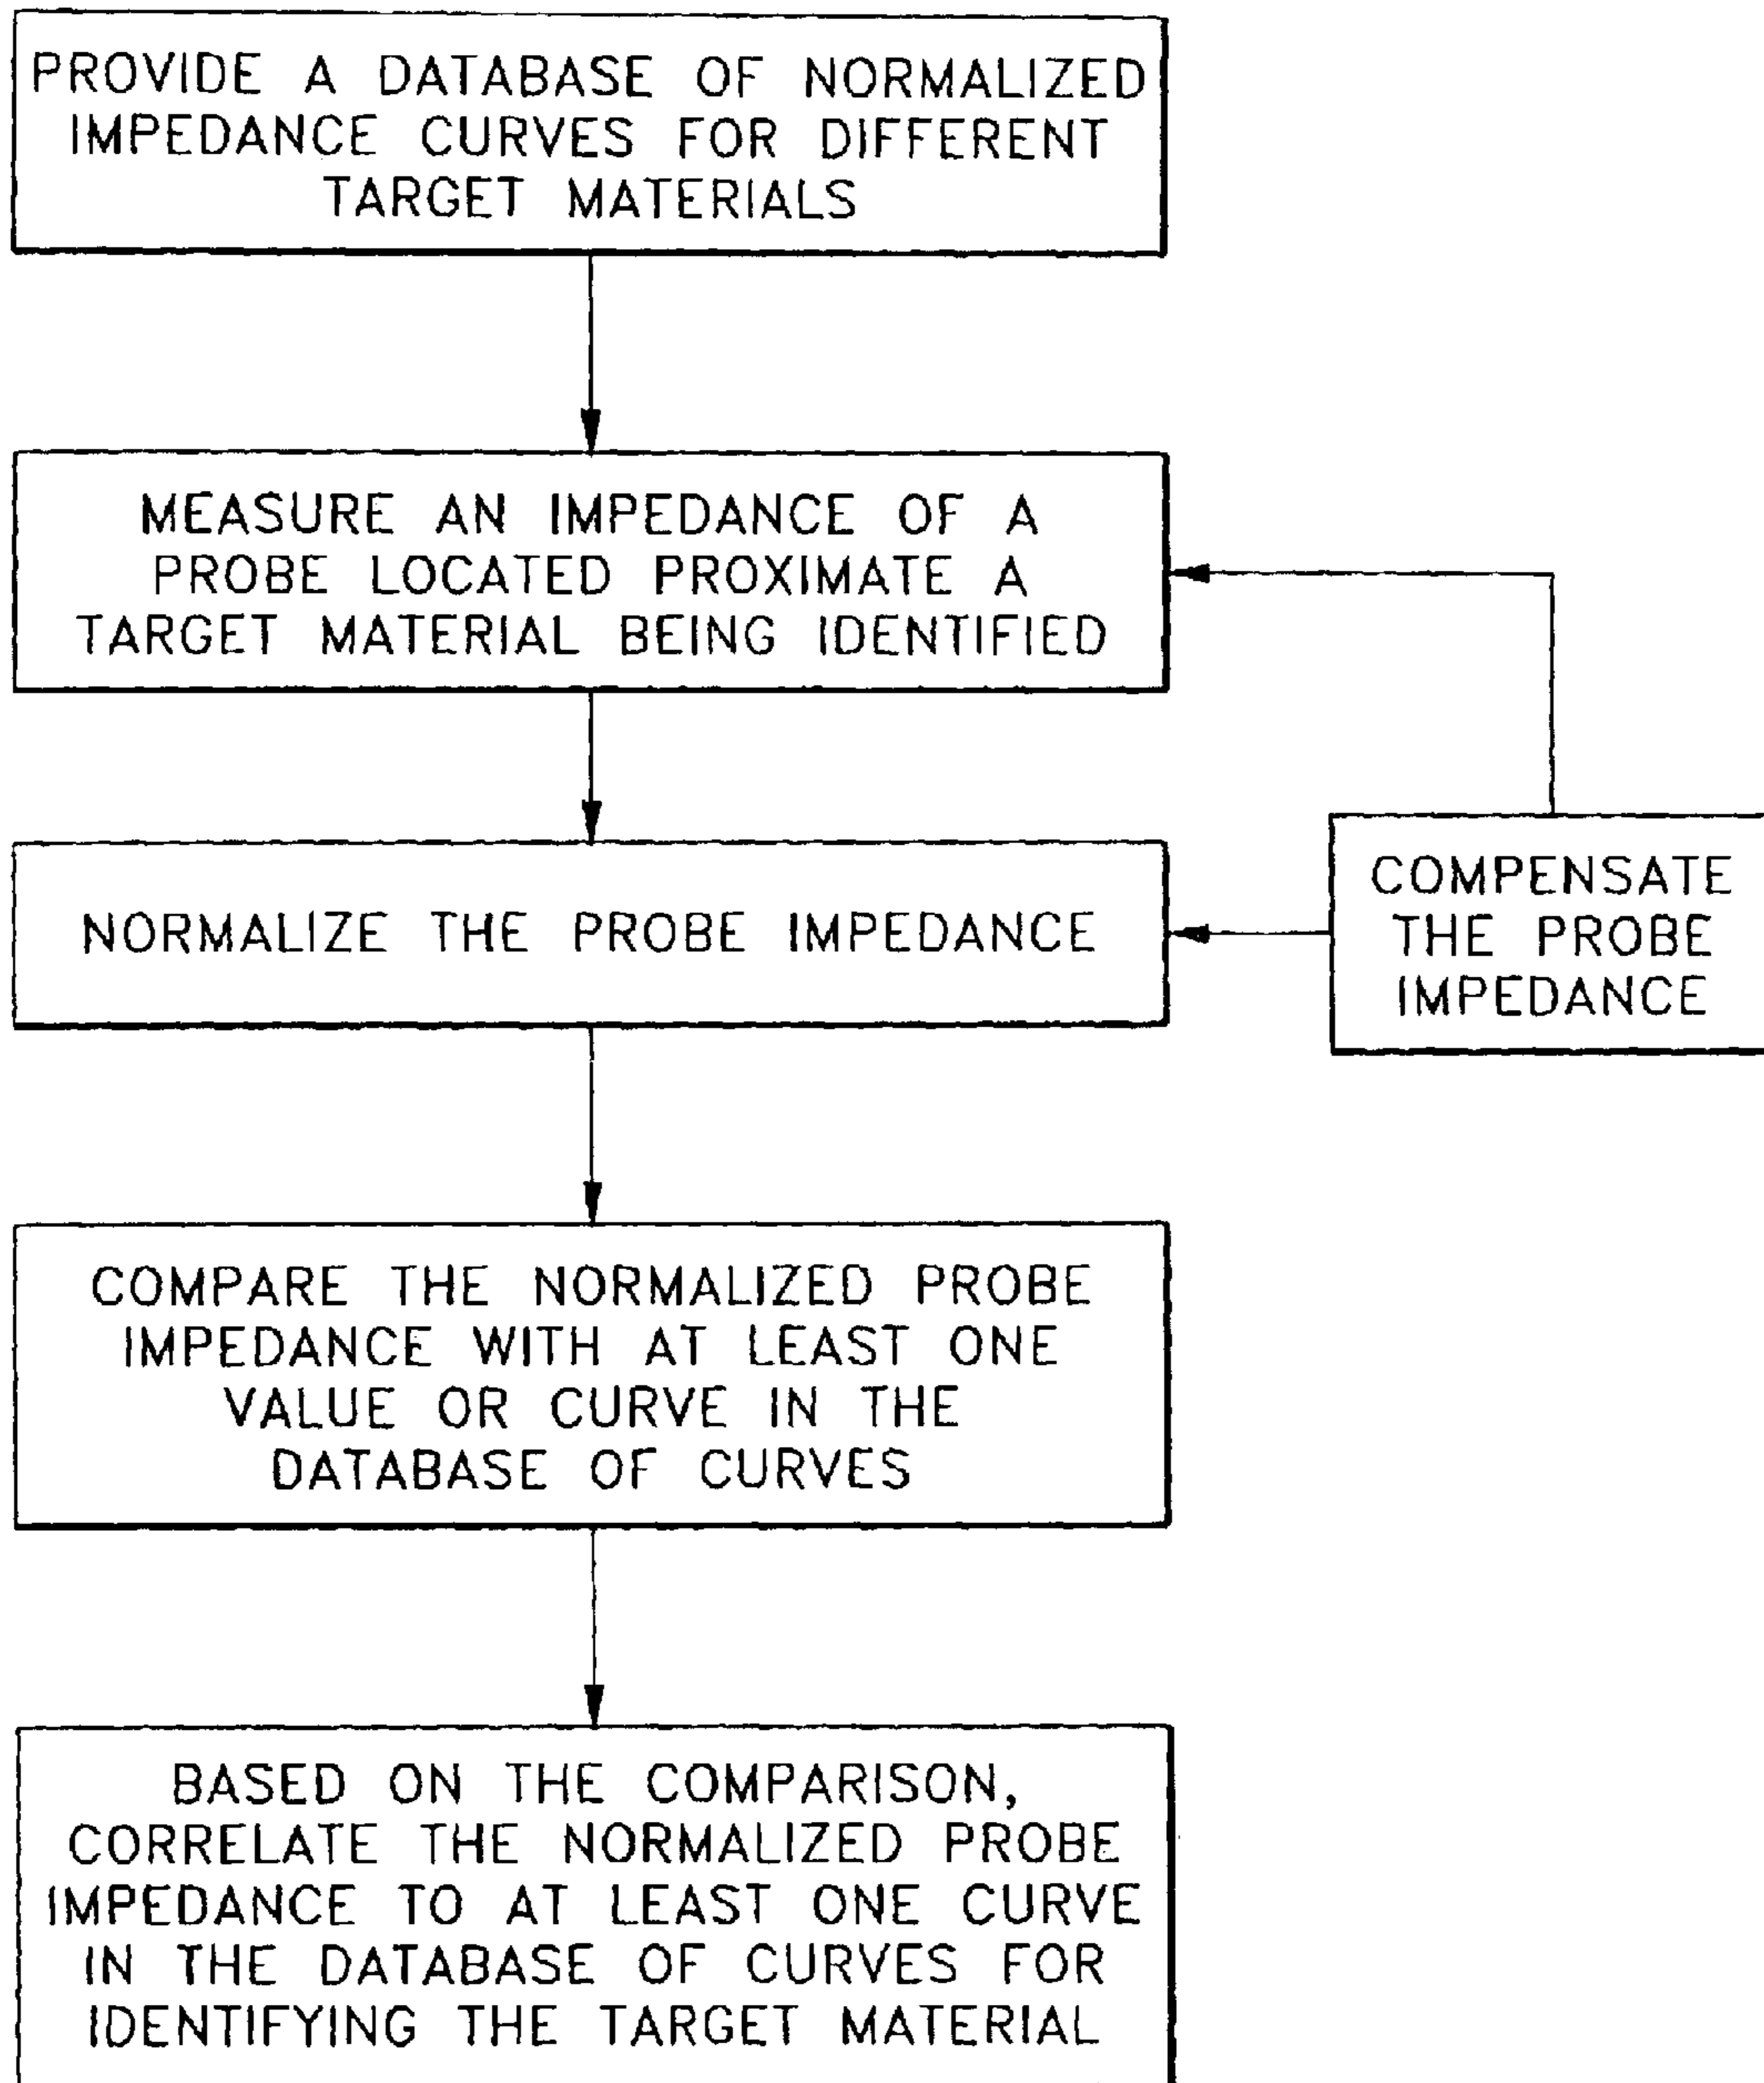 PROVIDE A DATABASE OF NORMALIZED
IMPEDANCE CURVES FOR DIFFERENT
TARGET MATERIALS
MEASURE AN IMPEDANCE OF A
PROBE LOCATED PROXIMATE A
TARGET MATERIAL BEING IDENTIFIED
NORMALIZE THE PROBE IMPEDANCE
COMPENSATE
THE PROBE
IMPEDANCE
COMPARE THE NORMALIZED PROBE
IMPEDANCE WITH AT LEAST ONE
VALUE OR CURVE IN THE
DATABASE OF CURVES
BASED ON THE COMPARISON,
CORRELATE THE NORMALIZED PROBE
IMPEDANCE TO AT LEAST ONE CURVE
IN THE DATABASE OF CURVES FOR
IDENTIFYING THE TARGET MATERIAL